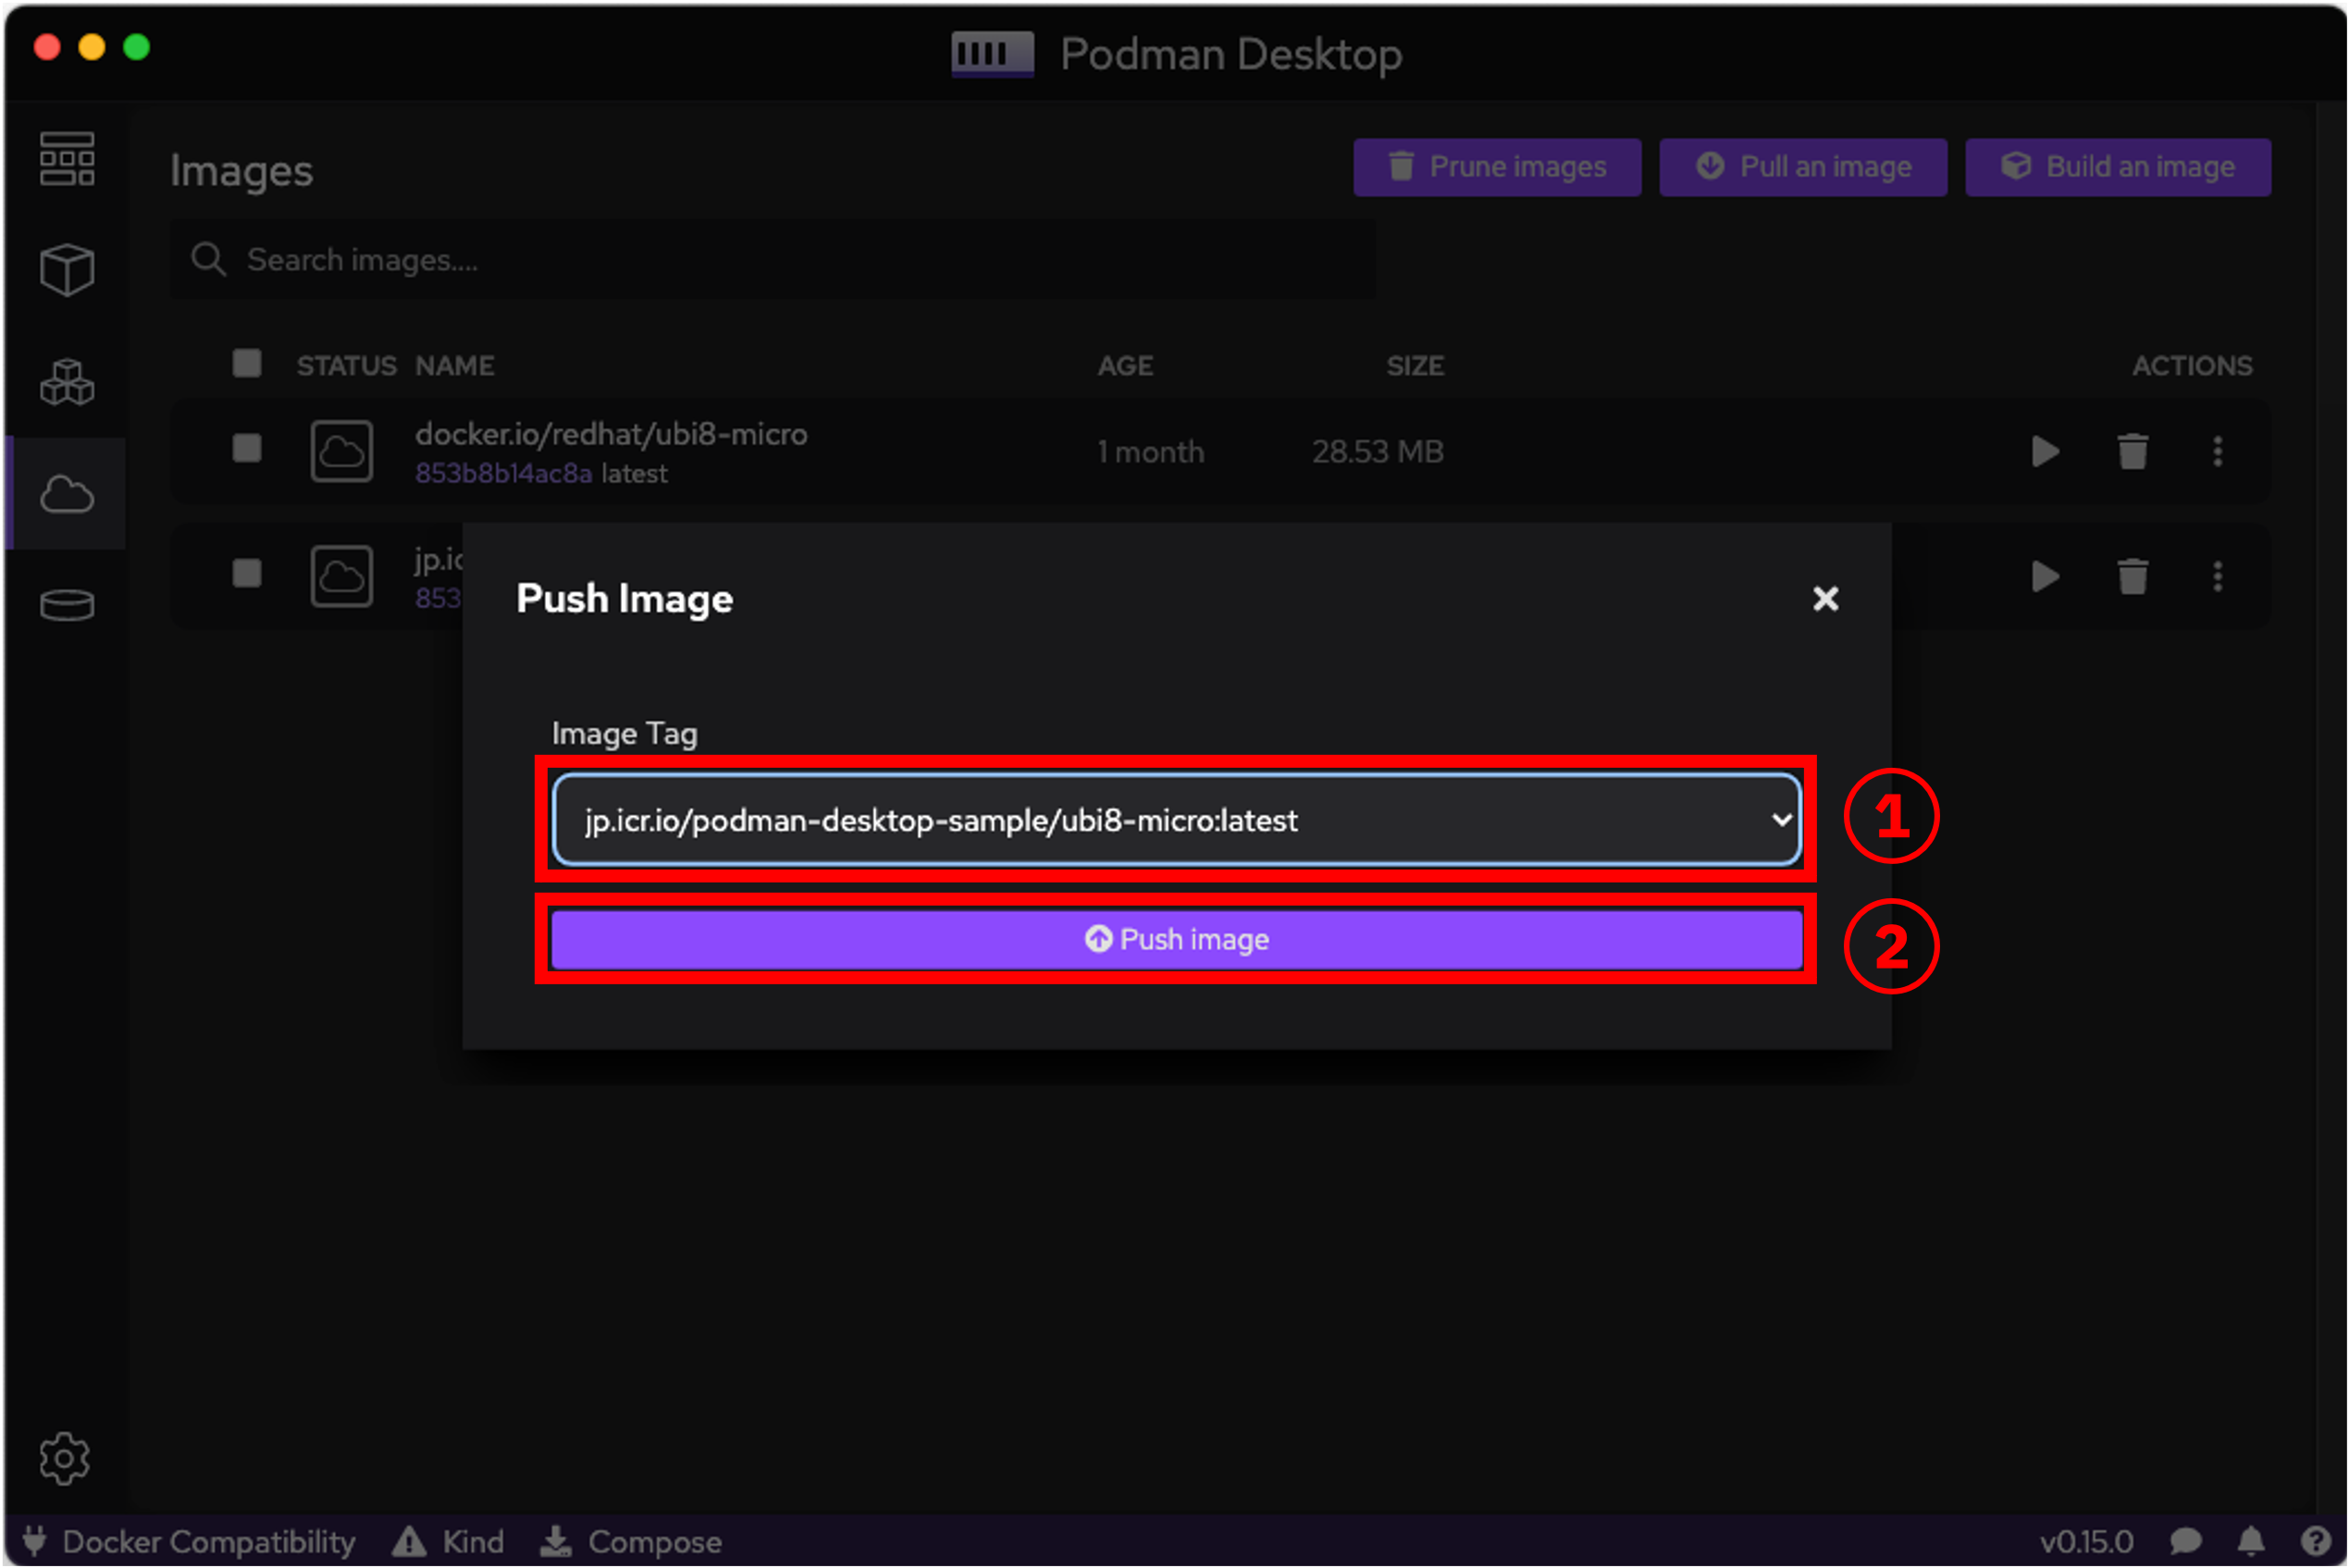 Podman Desktop
Images
Prune images
Pull an image
Build an image
Search images....
STATUS NAME AGE SIZE ACTIONS
docker.io/redhat/ubi8-micro
853b8b14ac8a latest
1 month
28.53 MB
jp.ic
853
Push Image
Image Tag
jp.icr.io/podman-desktop-sample/ubi8-micro:latest
1
Push image
2
Docker Compatibility
Kind
Compose
v0.15.0